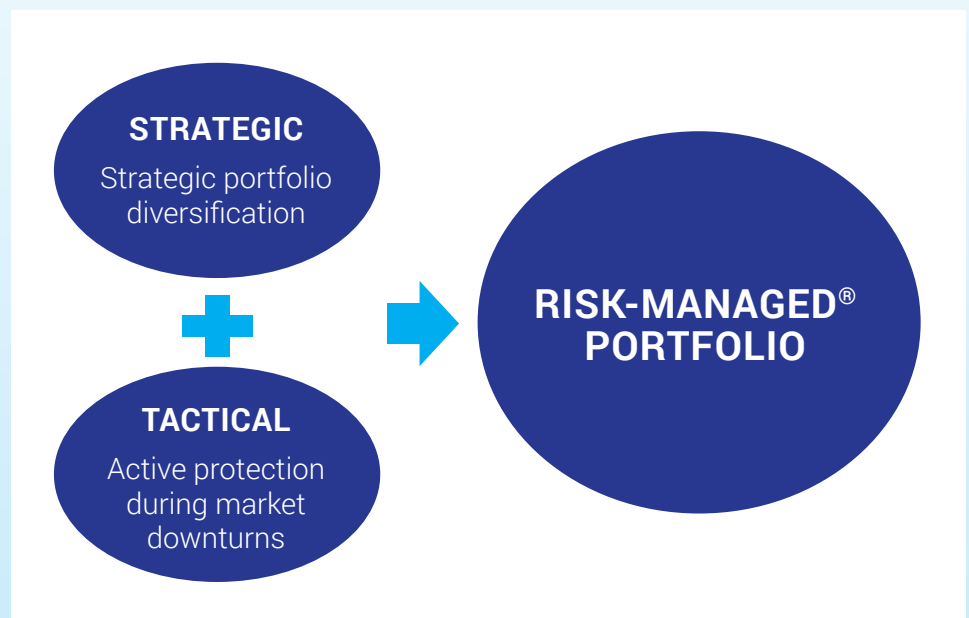 STRATEGIC
Strategic portfolio
diversification
TACTICAL
Active protection
during market
downturns
RISK-MANAGED®
PORTFOLIO